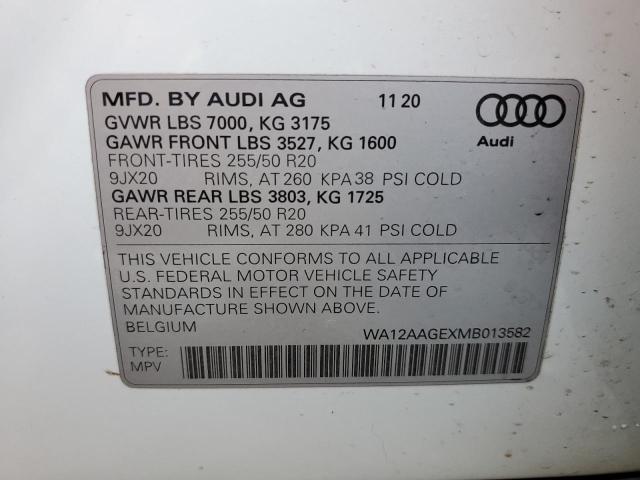 MFD. BY AUDI AG 11 20
GVWR LBS 7000, KG 3175
GAWR FRONT LBS 3527, KG 1600
FRONT-TIRES 255/50 R20
9JX20 RIMS, AT 260 KPA 38 PSI COLD
GAWR REAR LBS 3803, KG 1725
REAR-TIRES 255/50 R20
9JX20 RIMS, AT 280 KPA 41 PSI COLD
Audi
THIS VEHICLE CONFORMS TO ALL APPLICABLE
U.S. FEDERAL MOTOR VEHICLE SAFETY
STANDARDS IN EFFECT ON THE DATE OF
MANUFACTURE SHOWN ABOVE.
BELGIUM WA12AAGEXMB013582
TYPE:
MPV